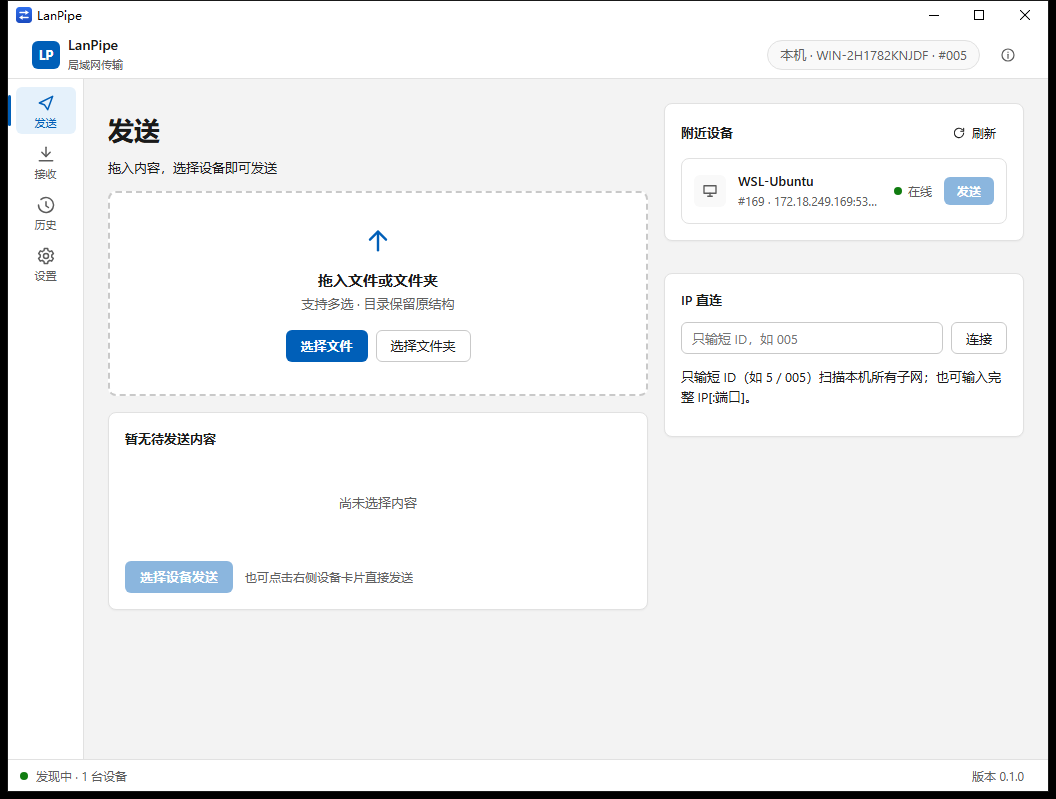 LanPipe
LP
LanPipe
局域网传输
本机 · WIN-2H1782KNJDF · #005
发送
接收
历史
设置
发送
拖入内容，选择设备即可发送
拖入文件或文件夹
支持多选 · 目录保留原结构
选择文件
选择文件夹
暂无待发送内容
尚未选择内容
选择设备发送
也可点击右侧设备卡片直接发送
附近设备
刷新
WSL-Ubuntu
#169 · 172.18.249.169:53...
在线
发送
IP 直连
只输短 ID，如 005
连接
只输短 ID（如 5 / 005）扫描本机所有子网；也可输入完
整 IP[:端口]。
发现中 · 1 台设备
版本 0.1.0